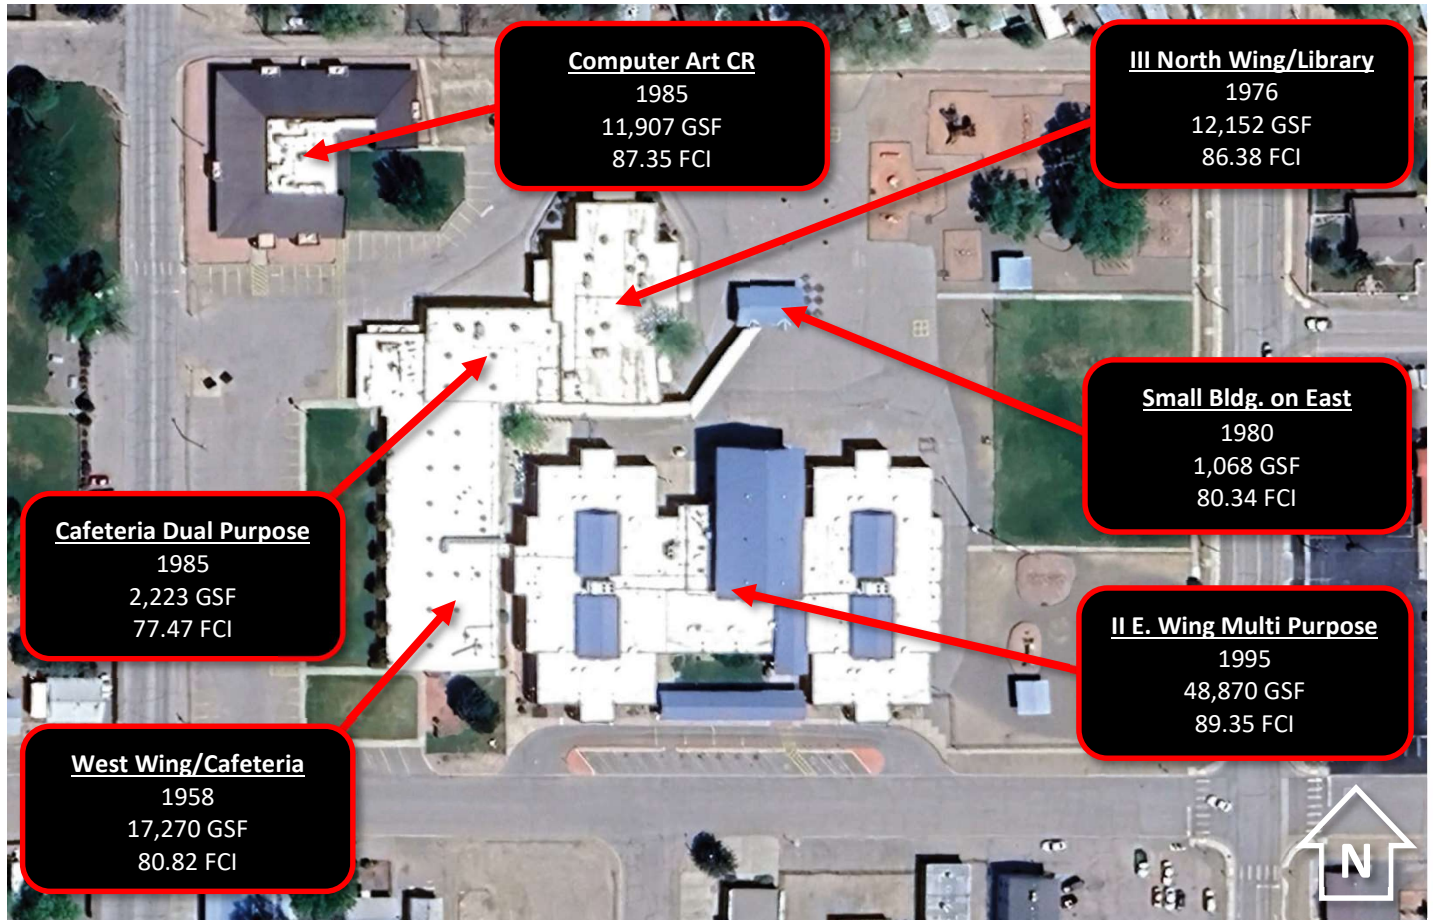 Computer Art CR
1985
11,907 GSF
87.35 FCI
III North Wing/Library
1976
12,152 GSF
86.38 FCI
Small Bldg. on East
1980
1,068 GSF
80.34 FCI
Cafeteria Dual Purpose
1985
2,223 GSF
77.47 FCI
II E. Wing Multi Purpose
1995
48,870 GSF
89.35 FCI
West Wing/Cafeteria
1958
17,270 GSF
80.82 FCI
N